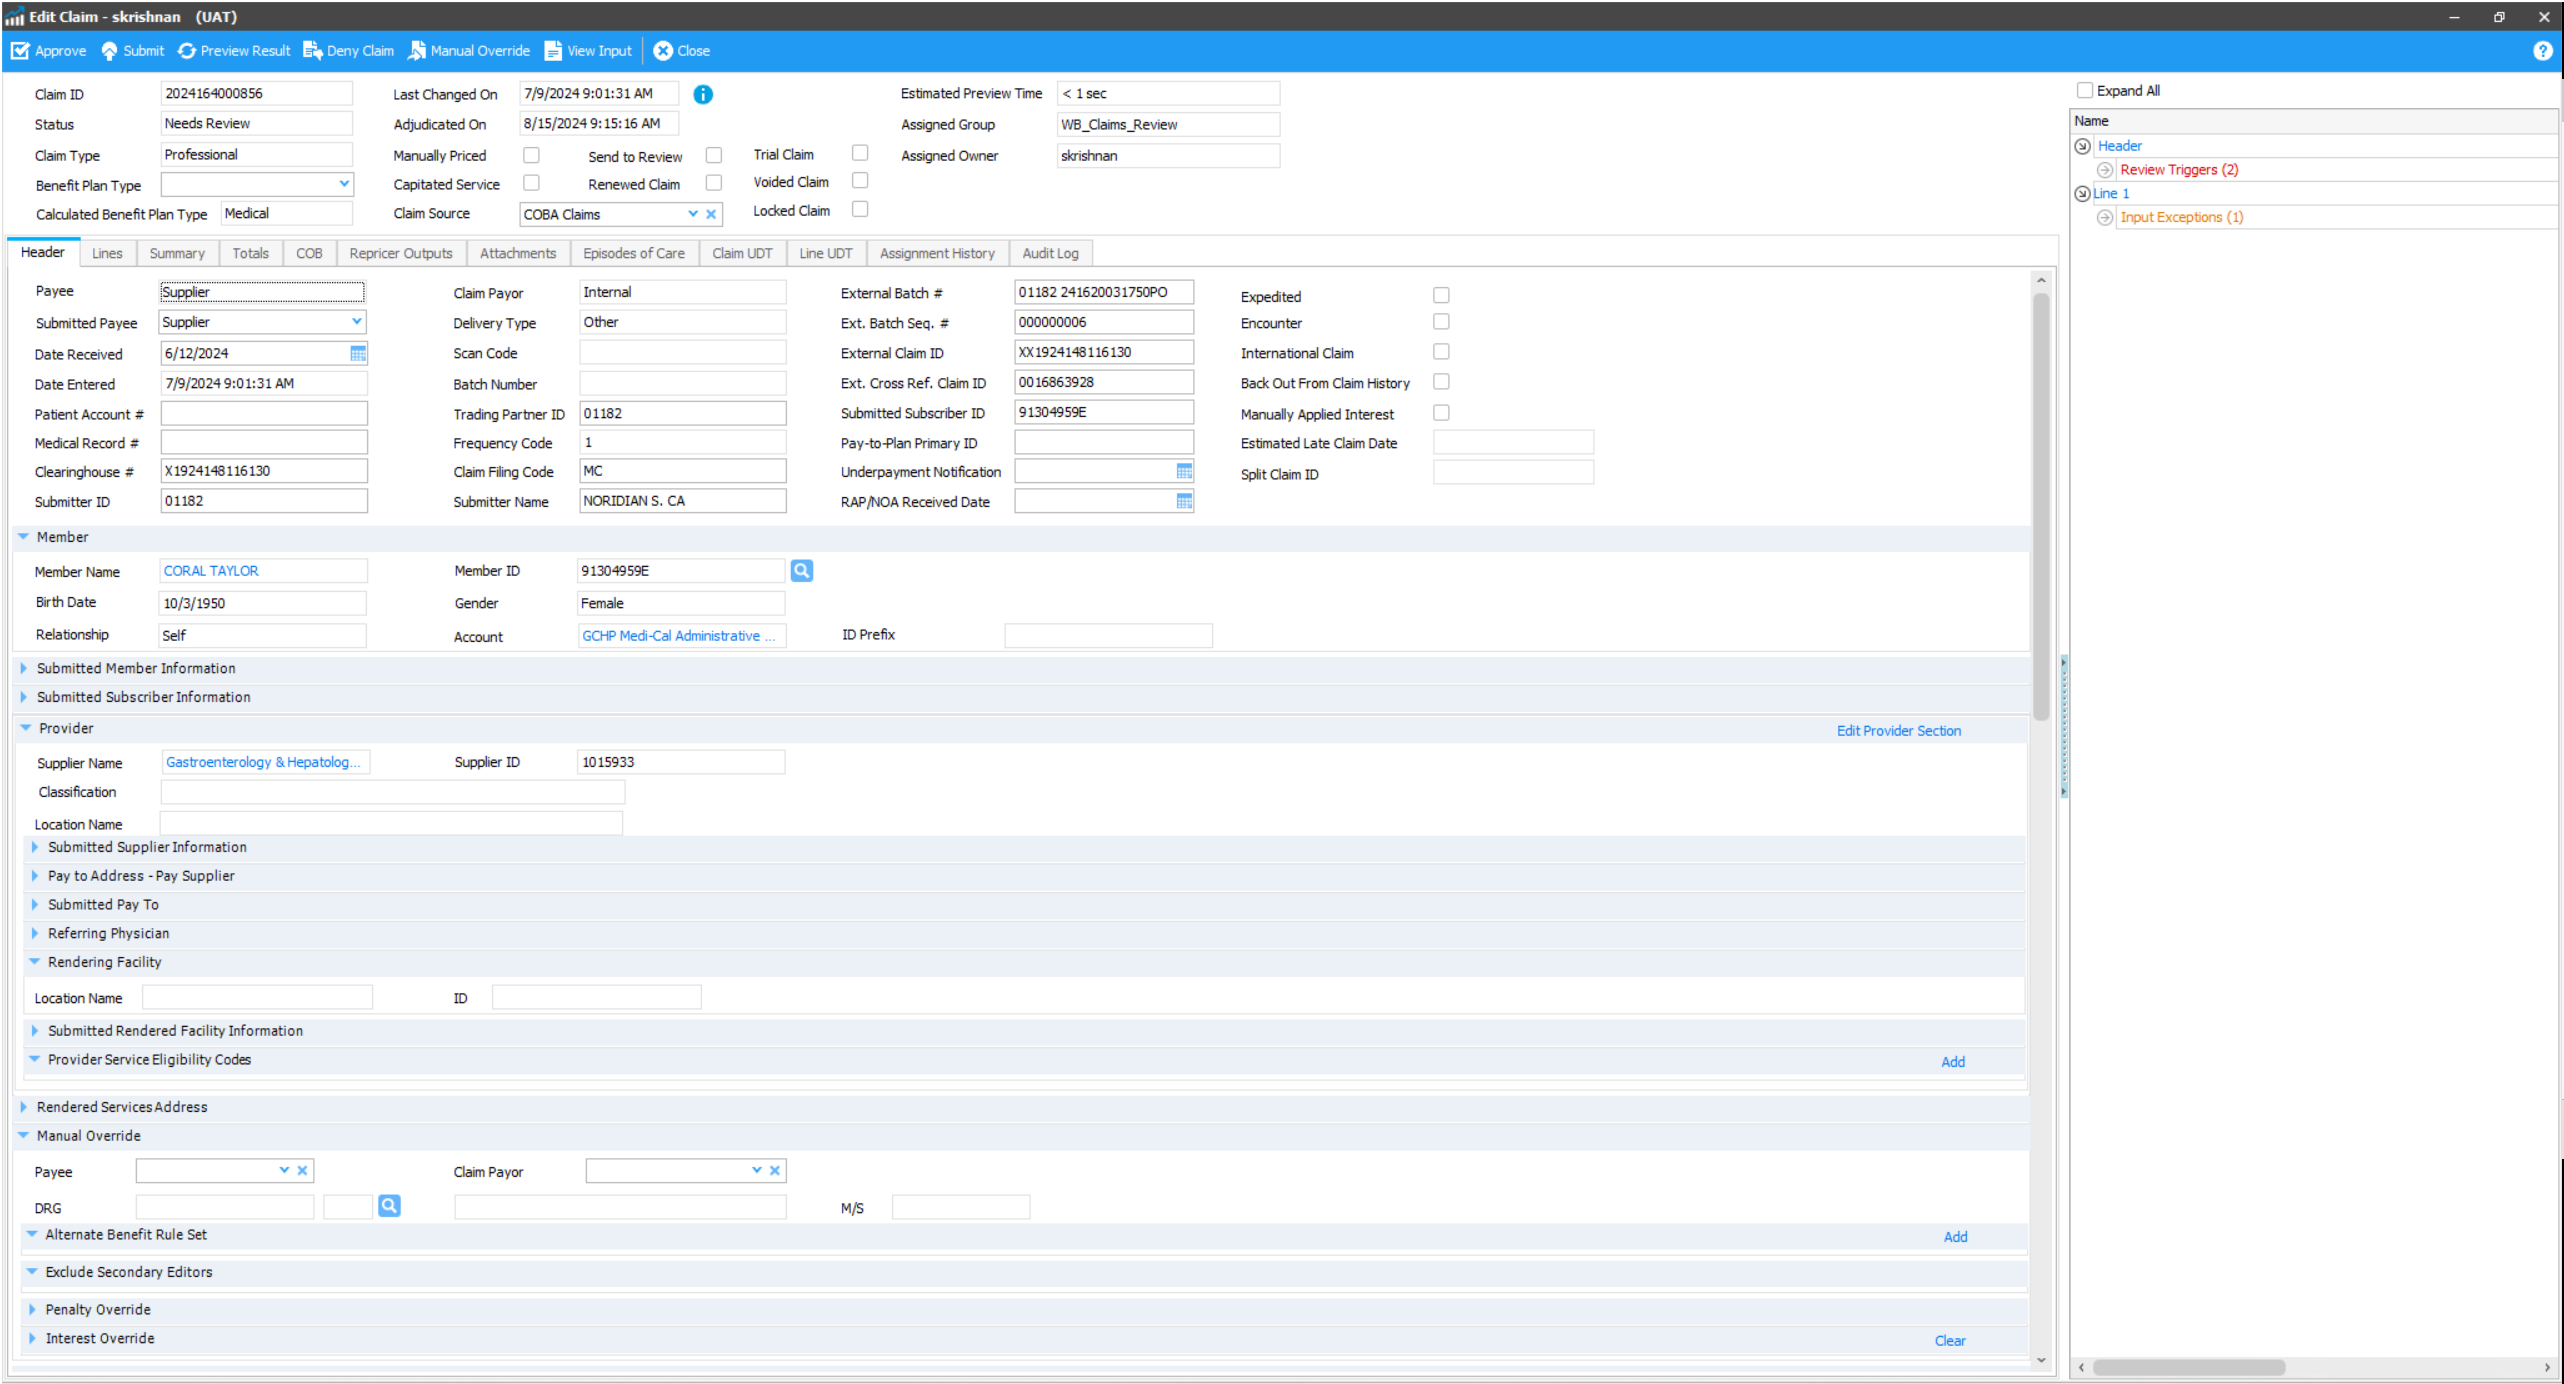 Edit Claim - skrishnan (UAT)
Approve Submit Preview Result Deny Claim Manual Override View Input Close
Claim ID 2024164000856 Last Changed On 7/9/2024 9:01:31 AM Estimated Preview Time < 1 sec Expand All
Status Needs Review Adjudicated On 8/15/2024 9:15:16 AM Assigned Group WB_Claims_Review Name
Claim Type Professional Manually Priced Send to Review Trial Claim Assigned Owner skrishnan Header
Benefit Plan Type Capitated Service Renewed Claim Voided Claim Review Triggers (2)
Calculated Benefit Plan Type Medical Claim Source COBA Claims Locked Claim Line 1
Input Exceptions (1)
Header Lines Summary Totals COB Repricer Outputs Attachments Episodes of Care Claim UDT Line UDT Assignment History Audit Log
Payee Supplier Claim Payor Internal External Batch # 01182 241620031750PO Expedited
Submitted Payee Supplier Delivery Type Other Ext. Batch Seq. # 000000006 Encounter
Date Received 6/12/2024 Scan Code External Claim ID XX1924148116130 International Claim
Date Entered 7/9/2024 9:01:31 AM Batch Number Ext. Cross Ref. Claim ID 0016863928 Back Out From Claim History
Patient Account # Trading Partner ID 01182 Submitted Subscriber ID 91304959E Manually Applied Interest
Medical Record # Frequency Code 1 Pay-to-Plan Primary ID Estimated Late Claim Date
Clearinghouse # X1924148116130 Claim Filing Code MC Underpayment Notification Split Claim ID
Submitter ID 01182 Submitter Name NORIDIAN S. CA RAP/NOA Received Date
Member
Member Name CORAL TAYLOR Member ID 91304959E
Birth Date 10/3/1950 Gender Female
Relationship Self Account GCHP Medi-Cal Administrative ... ID Prefix
Submitted Member Information
Submitted Subscriber Information
Provider Edit Provider Section
Supplier Name Gastroenterology & Hepatolog... Supplier ID 1015933
Classification
Location Name
Submitted Supplier Information
Pay to Address - Pay Supplier
Submitted Pay To
Referring Physician
Rendering Facility
Location Name ID
Submitted Rendered Facility Information
Provider Service Eligibility Codes Add
Rendered Services Address
Manual Override
Payee Claim Payor
DRG M/S
Alternate Benefit Rule Set Add
Exclude Secondary Editors
Penalty Override
Interest Override Clear